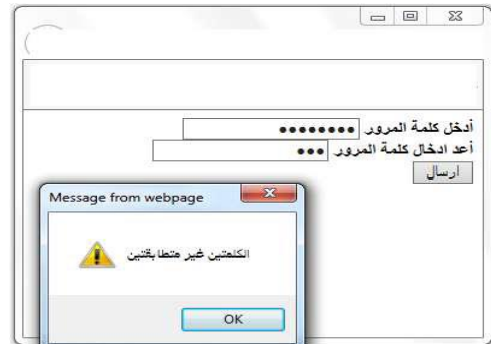 أدخل كلمة المرور
أعد ادخال كلمة المرور
ارسال
Message from webpage
الكلمتين غير متطابقتين
OK